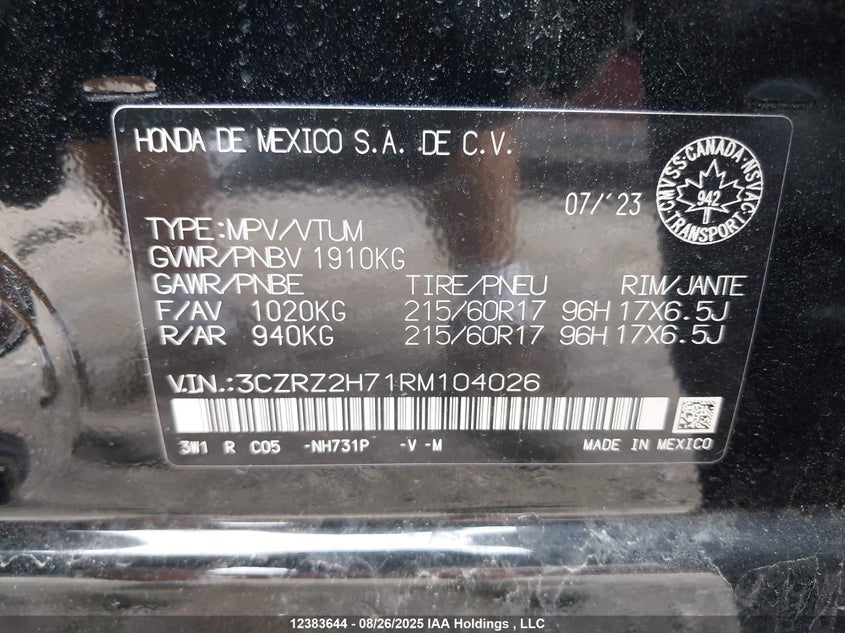 HONDA DE MEXICO S.A. DE C.V.
07/'23
CMVSS·CANADA·NSVAC
942
TRANSPORT
TYPE:MPV/VTUM
GVWR/PNBV 1910KG
GAWR/PNBE TIRE/PNEU RIM/JANTE
F/AV 1020KG 215/60R17 96H 17X6.5J
R/AR 940KG 215/60R17 96H 17X6.5J
V.IN.:3CZRZ2H71RM104026
3W1 R C05 -NH731P -V -M MADE IN MEXICO
12383644 - 08/26/2025 IAA Holdings , LLC